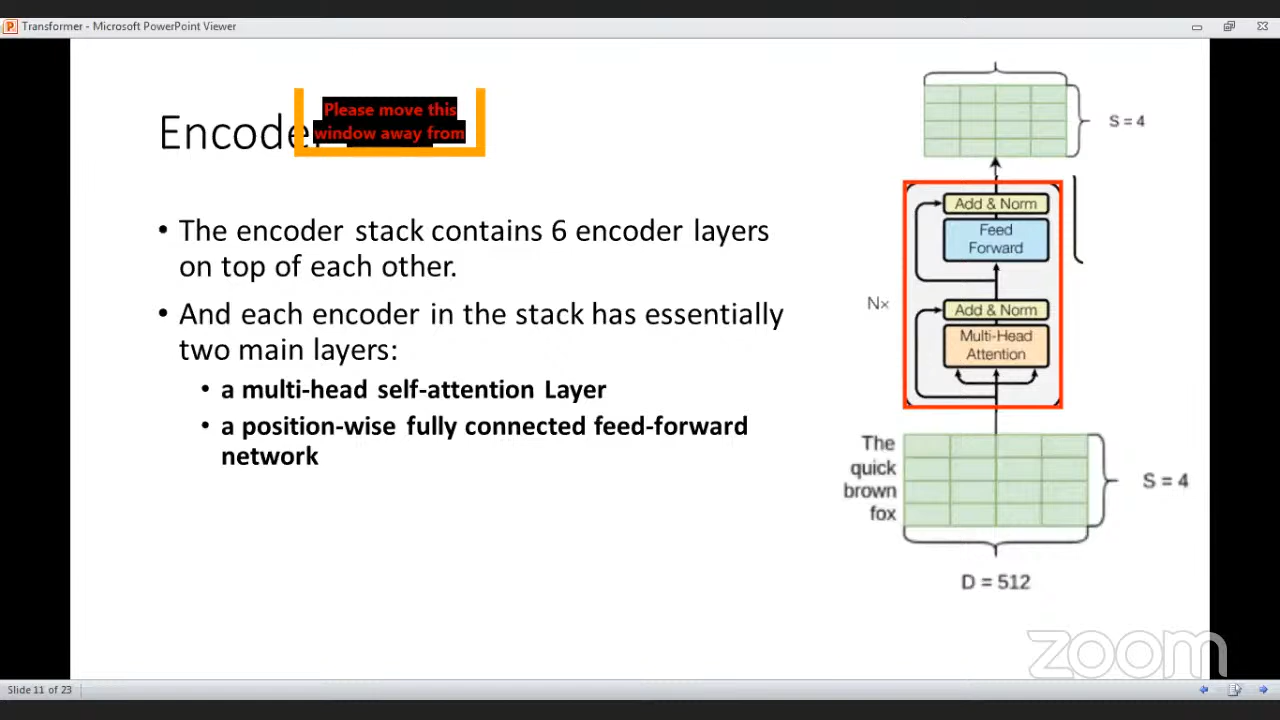 Transformer - Microsoft PowerPoint Viewer
Encoder
Please move this
window away from
• The encoder stack contains 6 encoder layers
on top of each other.
• And each encoder in the stack has essentially
two main layers:
• a multi-head self-attention Layer
• a position-wise fully connected feed-forward
network
S = 4
Add & Norm
Feed
Forward
N×
Add & Norm
Multi-Head
Attention
The
quick
brown
fox
S = 4
D = 512
zoom
Slide 11 of 23